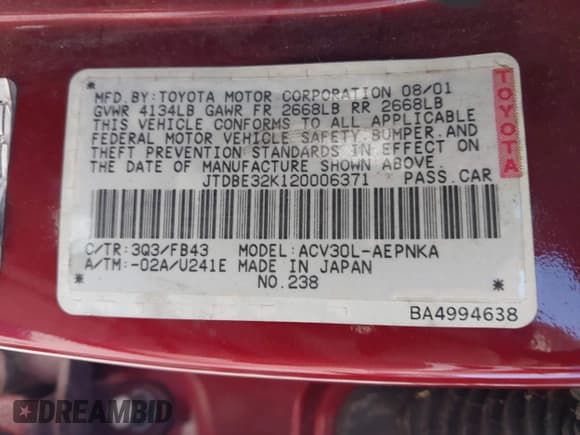 MFD.BY:TOYOTA MOTOR CORPORATION 08/01
GVWR 4134LB GAWR FR 2668LB RR 2668LB
THIS VEHICLE CONFORMS TO ALL APPLICABLE
FEDERAL MOTOR VEHICLE SAFETY,BUMPER,AND
THEFT PREVENTION STANDARDS IN EFFECT ON
THE DATE OF MANUFACTURE SHOWN ABOVE.
JTDBE32K120006371 PASS.CAR
TOYOTA
C/TR:3Q3/FB43 MODEL:ACV30L-AEPNKA
A/TM:-02A/U241E MADE IN JAPAN
* NO.238 *
BA4994638
DREAMBID